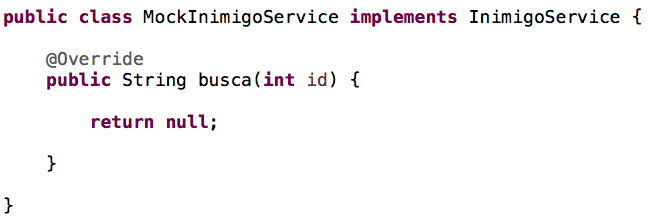 public class MockInimigoService implements InimigoService {
@Override
public String busca(int id) {
return null;
}
}